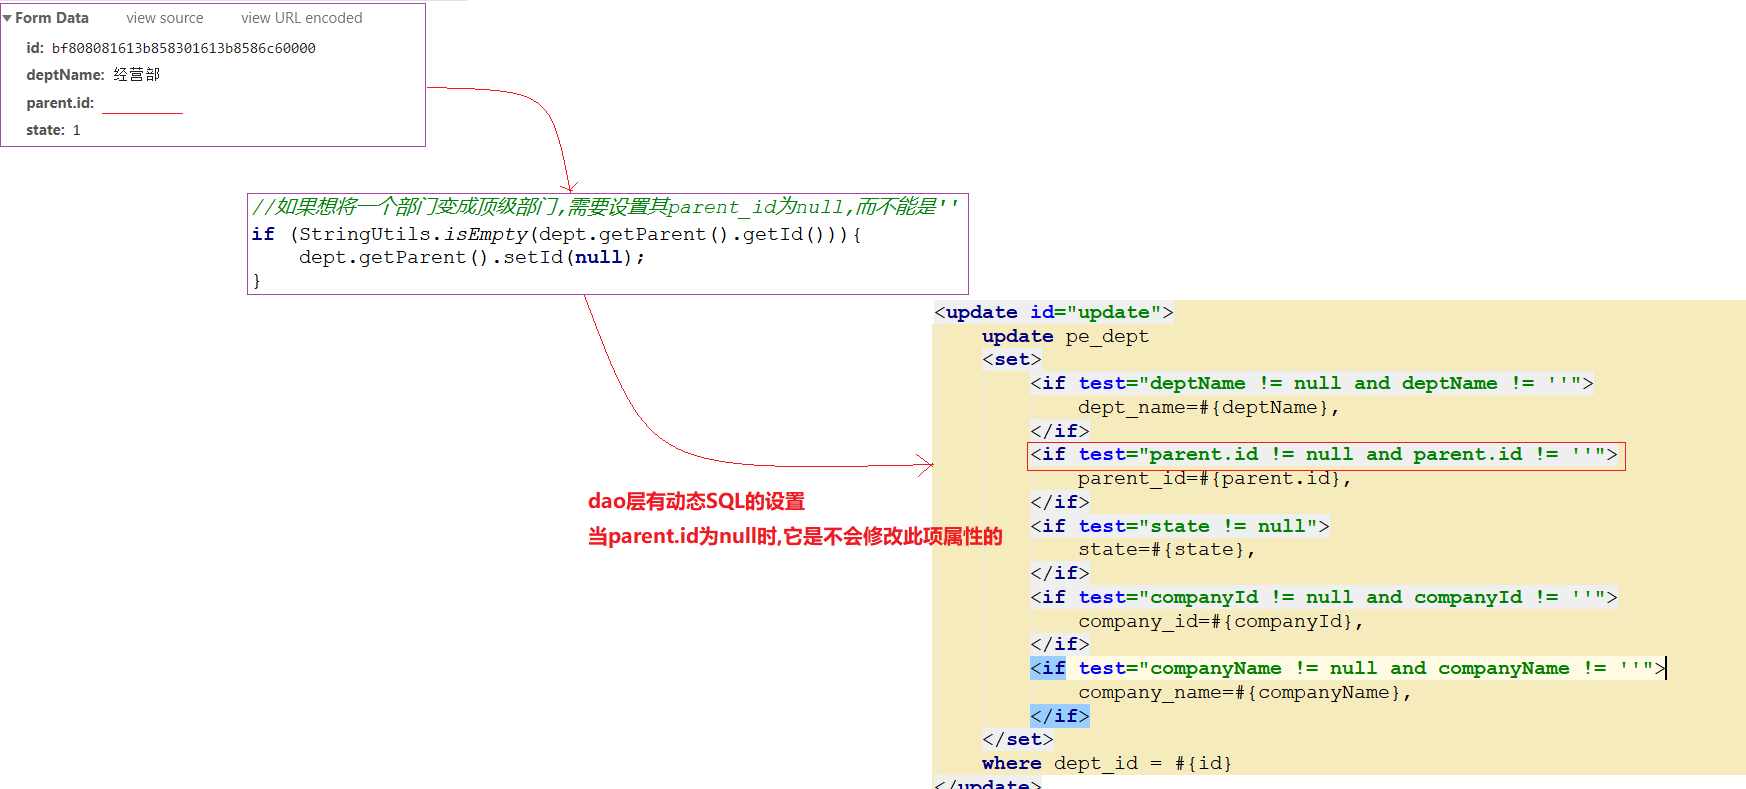 Form Data view source view URL encoded
id: bf808081613b858301613b8586c60000
deptName: 经营部
parent.id:
state: 1
//如果想将一个部门变成顶级部门,需要设置其parent_id为null,而不能是''
if (StringUtils.isEmpty(dept.getParent().getId())){
dept.getParent().setId(null);
}
dao层有动态SQL的设置
当parent.id为null时,它是不会修改此项属性的
<update id="update">
update pe_dept
<set>
<if test="deptName != null and deptName != ''">
dept_name=#{deptName},
</if>
<if test="parent.id != null and parent.id != ''">
parent_id=#{parent.id},
</if>
<if test="state != null">
state=#{state},
</if>
<if test="companyId != null and companyId != ''">
company_id=#{companyId},
</if>
<if test="companyName != null and companyName != ''">
company_name=#{companyName},
</if>
</set>
where dept_id = #{id}
</update>